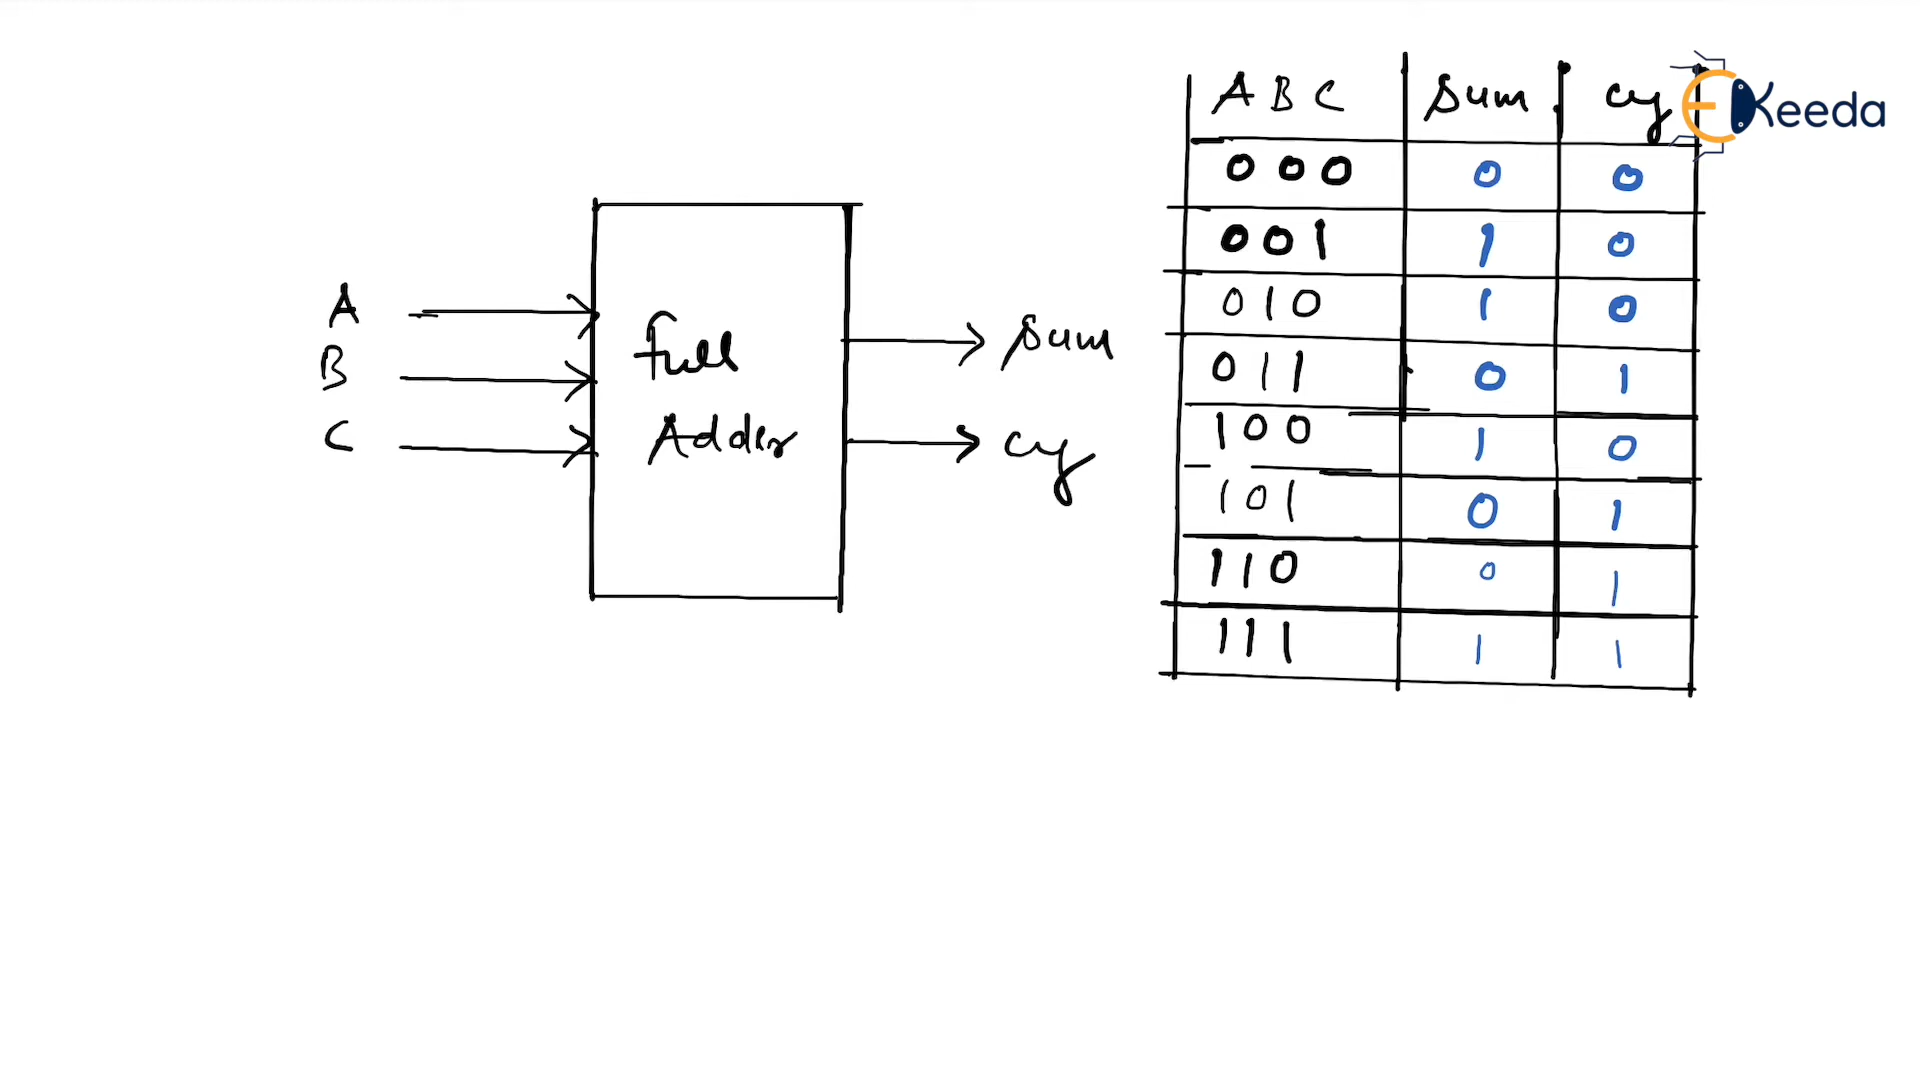 A
B
C
full
Adder
sum
cy
A B C sum cy
0 0 0 0 0
0 0 1 1 0
0 1 0 1 0
0 1 1 0 1
1 0 0 1 0
1 0 1 0 1
1 1 0 0 1
1 1 1 1 1
EKeeda